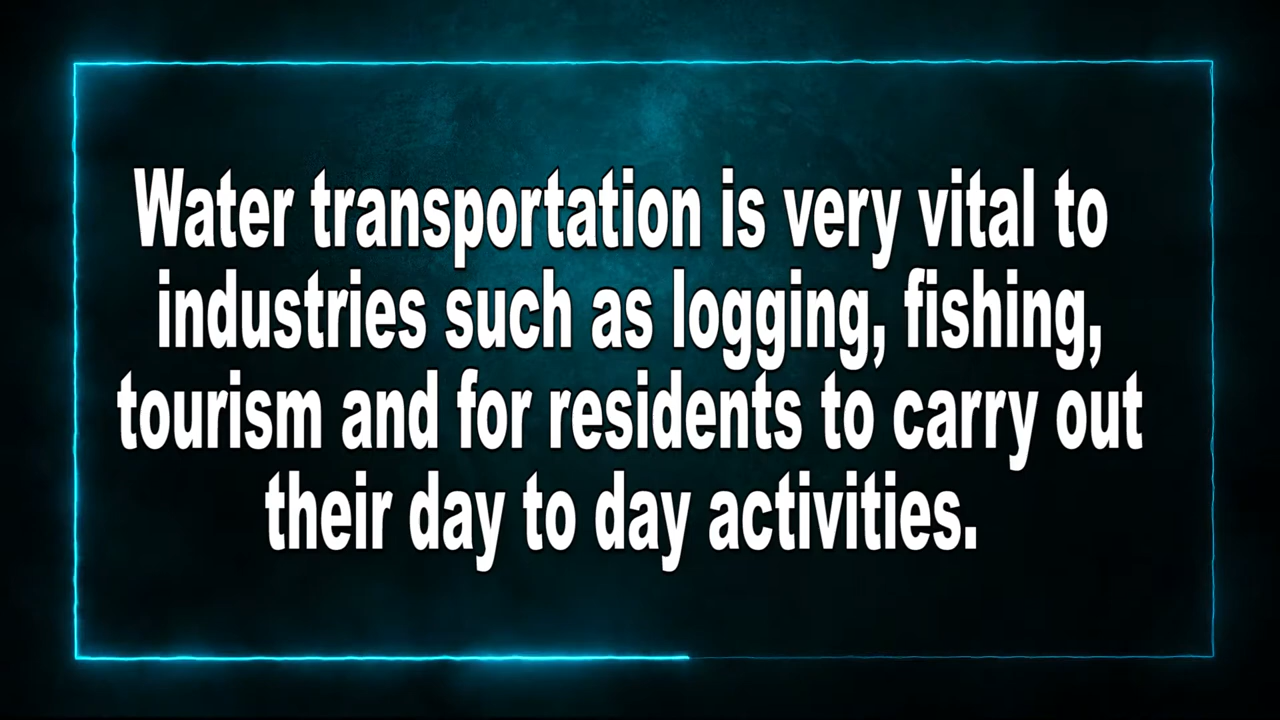 Water transportation is very vital to
industries such as logging, fishing,
tourism and for residents to carry out
their day to day activities.